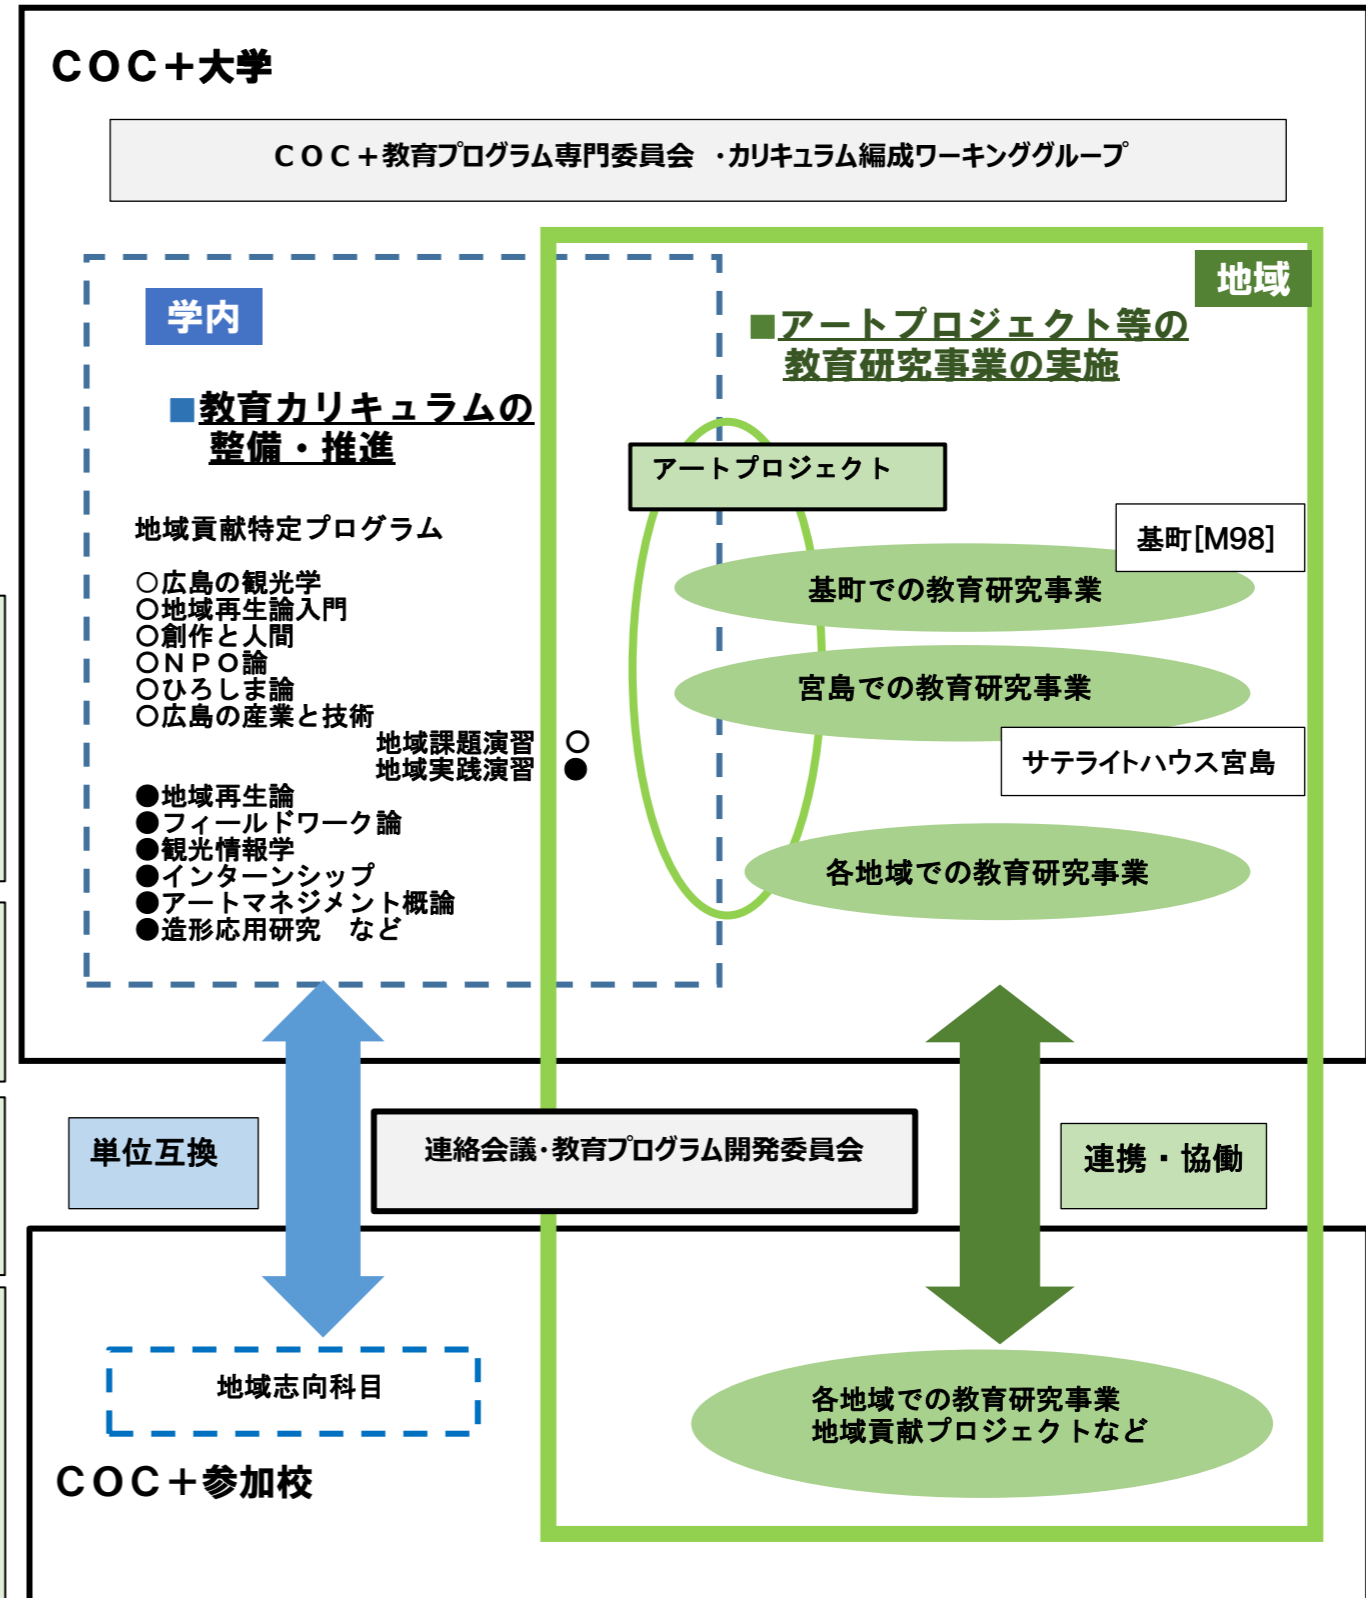 ＣＯＣ＋大学
ＣＯＣ＋教育プログラム専門委員会 ・カリキュラム編成ワーキンググループ
学内
■教育カリキュラムの
整備・推進
地域貢献特定プログラム
○広島の観光学
○地域再生論入門
○創作と人間
○ＮＰＯ論
○ひろしま論
○広島の産業と技術
地域課題演習　○
地域実践演習　●
●地域再生論
●フィールドワーク論
●観光情報学
●インターンシップ
●アートマネジメント概論
●造形応用研究　など
地域
■アートプロジェクト等の
教育研究事業の実施
アートプロジェクト
基町[M98]
基町での教育研究事業
宮島での教育研究事業
サテライトハウス宮島
各地域での教育研究事業
単位互換
連絡会議・教育プログラム開発委員会
連携・協働
地域志向科目
各地域での教育研究事業
地域貢献プロジェクトなど
ＣＯＣ＋参加校